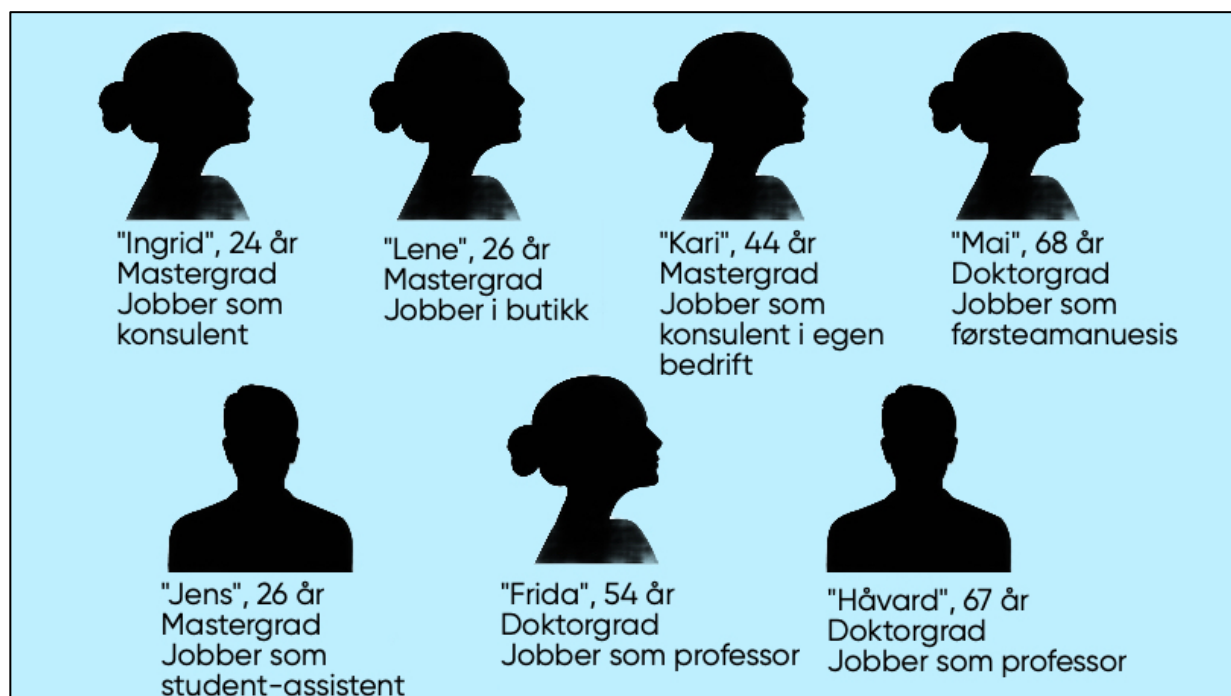 "Ingrid", 24 år
Mastergrad
Jobber som
konsulent
"Lene", 26 år
Mastergrad
Jobber i butikk
"Kari", 44 år
Mastergrad
Jobber som
konsulent i egen
bedrift
"Mai", 68 år
Doktorgrad
Jobber som
førsteamanuesis
"Jens", 26 år
Mastergrad
Jobber som
student-assistent
"Frida", 54 år
Doktorgrad
Jobber som professor
"Håvard", 67 år
Doktorgrad
Jobber som professor